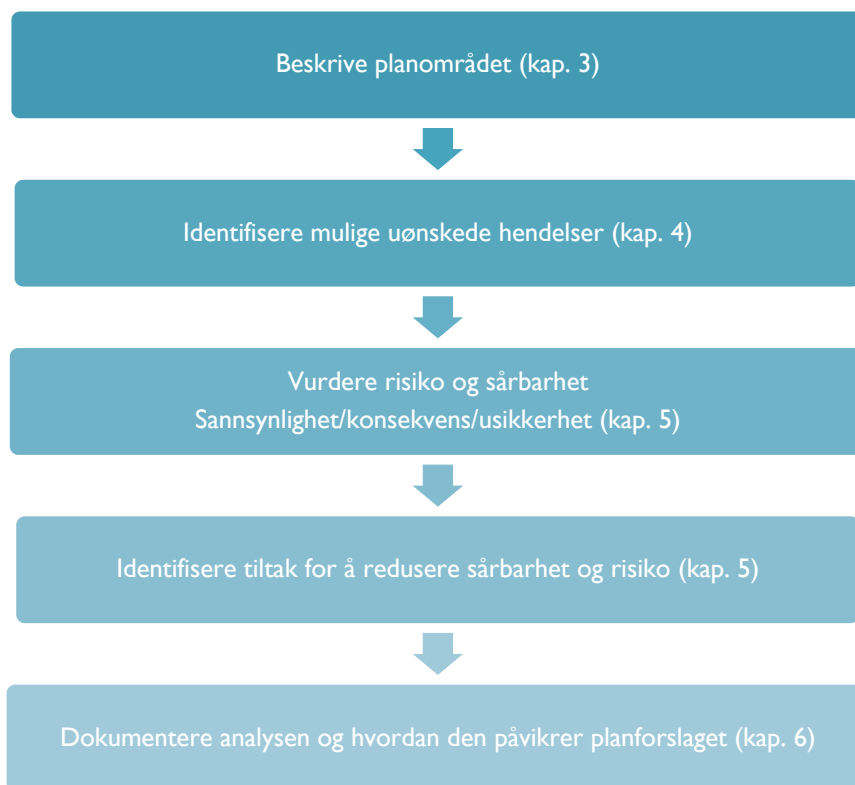 Beskrive planområdet (kap. 3)
Identifisere mulige uønskede hendelser (kap. 4)
Vurdere risiko og sårbarhet
Sannsynlighet/konsekvens/usikkerhet (kap. 5)
Identifisere tiltak for å redusere sårbarhet og risiko (kap. 5)
Dokumentere analysen og hvordan den påvikrer planforslaget (kap. 6)